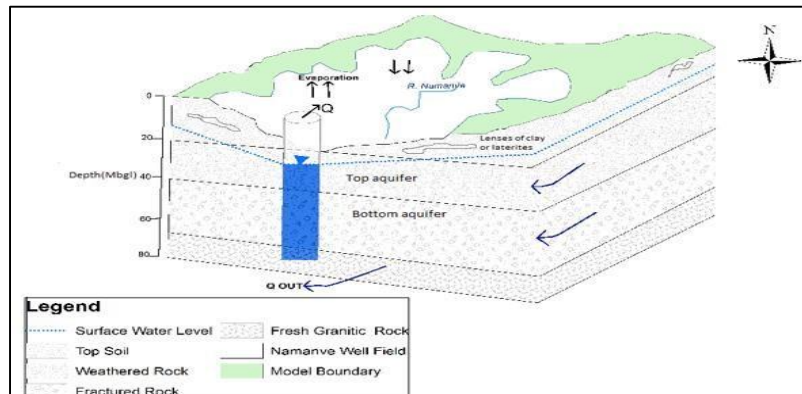 N
Evaporation
Q
R. Numanve
0
20
Lenses of clay
or laterites
Depth(Mbgl)
40
Top aquifer
60
Bottom aquifer
80
Q OUT
Legend
Surface Water Level
Fresh Granitic Rock
Top Soil
Namanve Well Field
Weathered Rock
Model Boundary
Fractured Rock